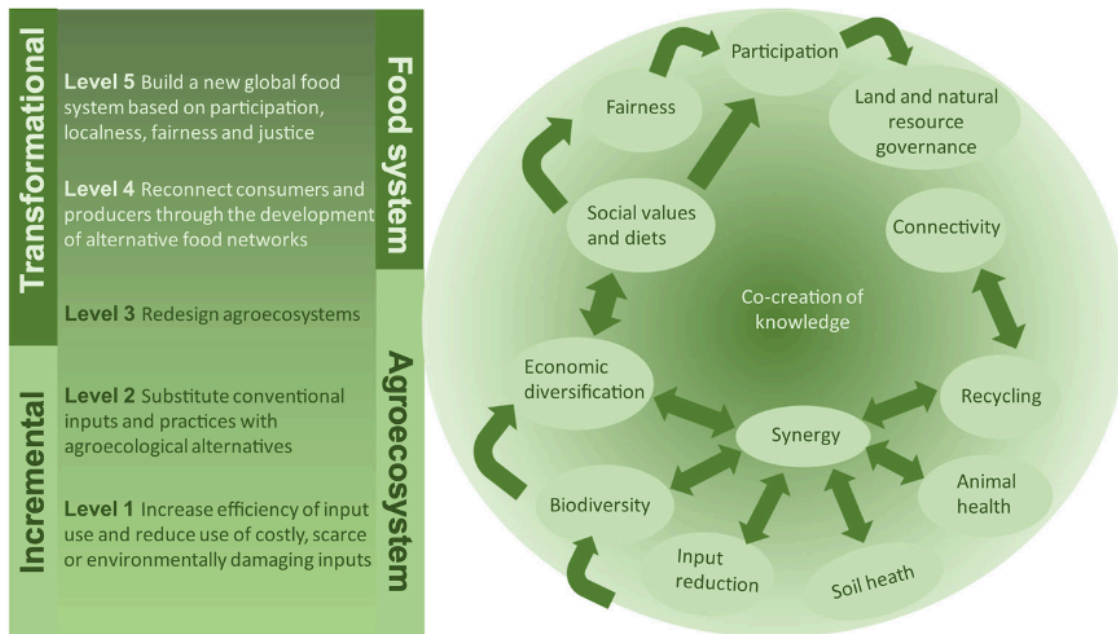 Transformational
Incremental
Level 5 Build a new global food
system based on participation,
localness, fairness and justice
Level 4 Reconnect consumers and
producers through the development
of alternative food networks
Level 3 Redesign agroecosystems
Level 2 Substitute conventional
inputs and practices with
agroecological alternatives
Level 1 Increase efficiency of input
use and reduce use of costly, scarce
or environmentally damaging inputs
Food system
Agroecosystem
Participation
Fairness
Land and natural
resource
governance
Social values
and diets
Connectivity
Co-creation of
knowledge
Economic
diversification
Recycling
Synergy
Biodiversity
Animal
health
Input
reduction
Soil heath